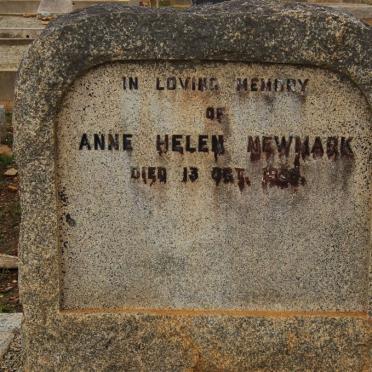 IN LOVING MEMORY
OF
ANNE HELEN NEWMARK
DIED 13 OCT.